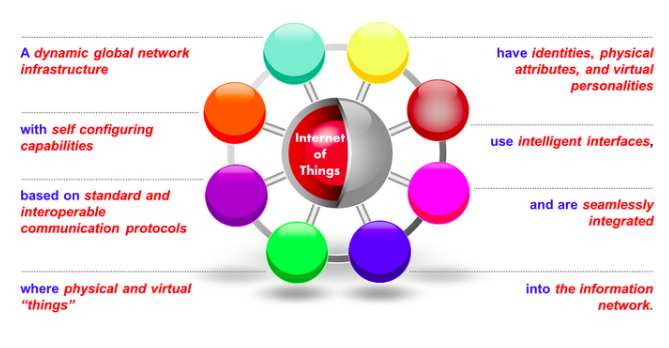 A dynamic global network
infrastructure
with self configuring
capabilities
based on standard and
interoperable
communication protocols
where physical and virtual
“things”
Internet
of
Things
have identities, physical
attributes, and virtual
personalities
use intelligent interfaces,
and are seamlessly
integrated
into the information
network.